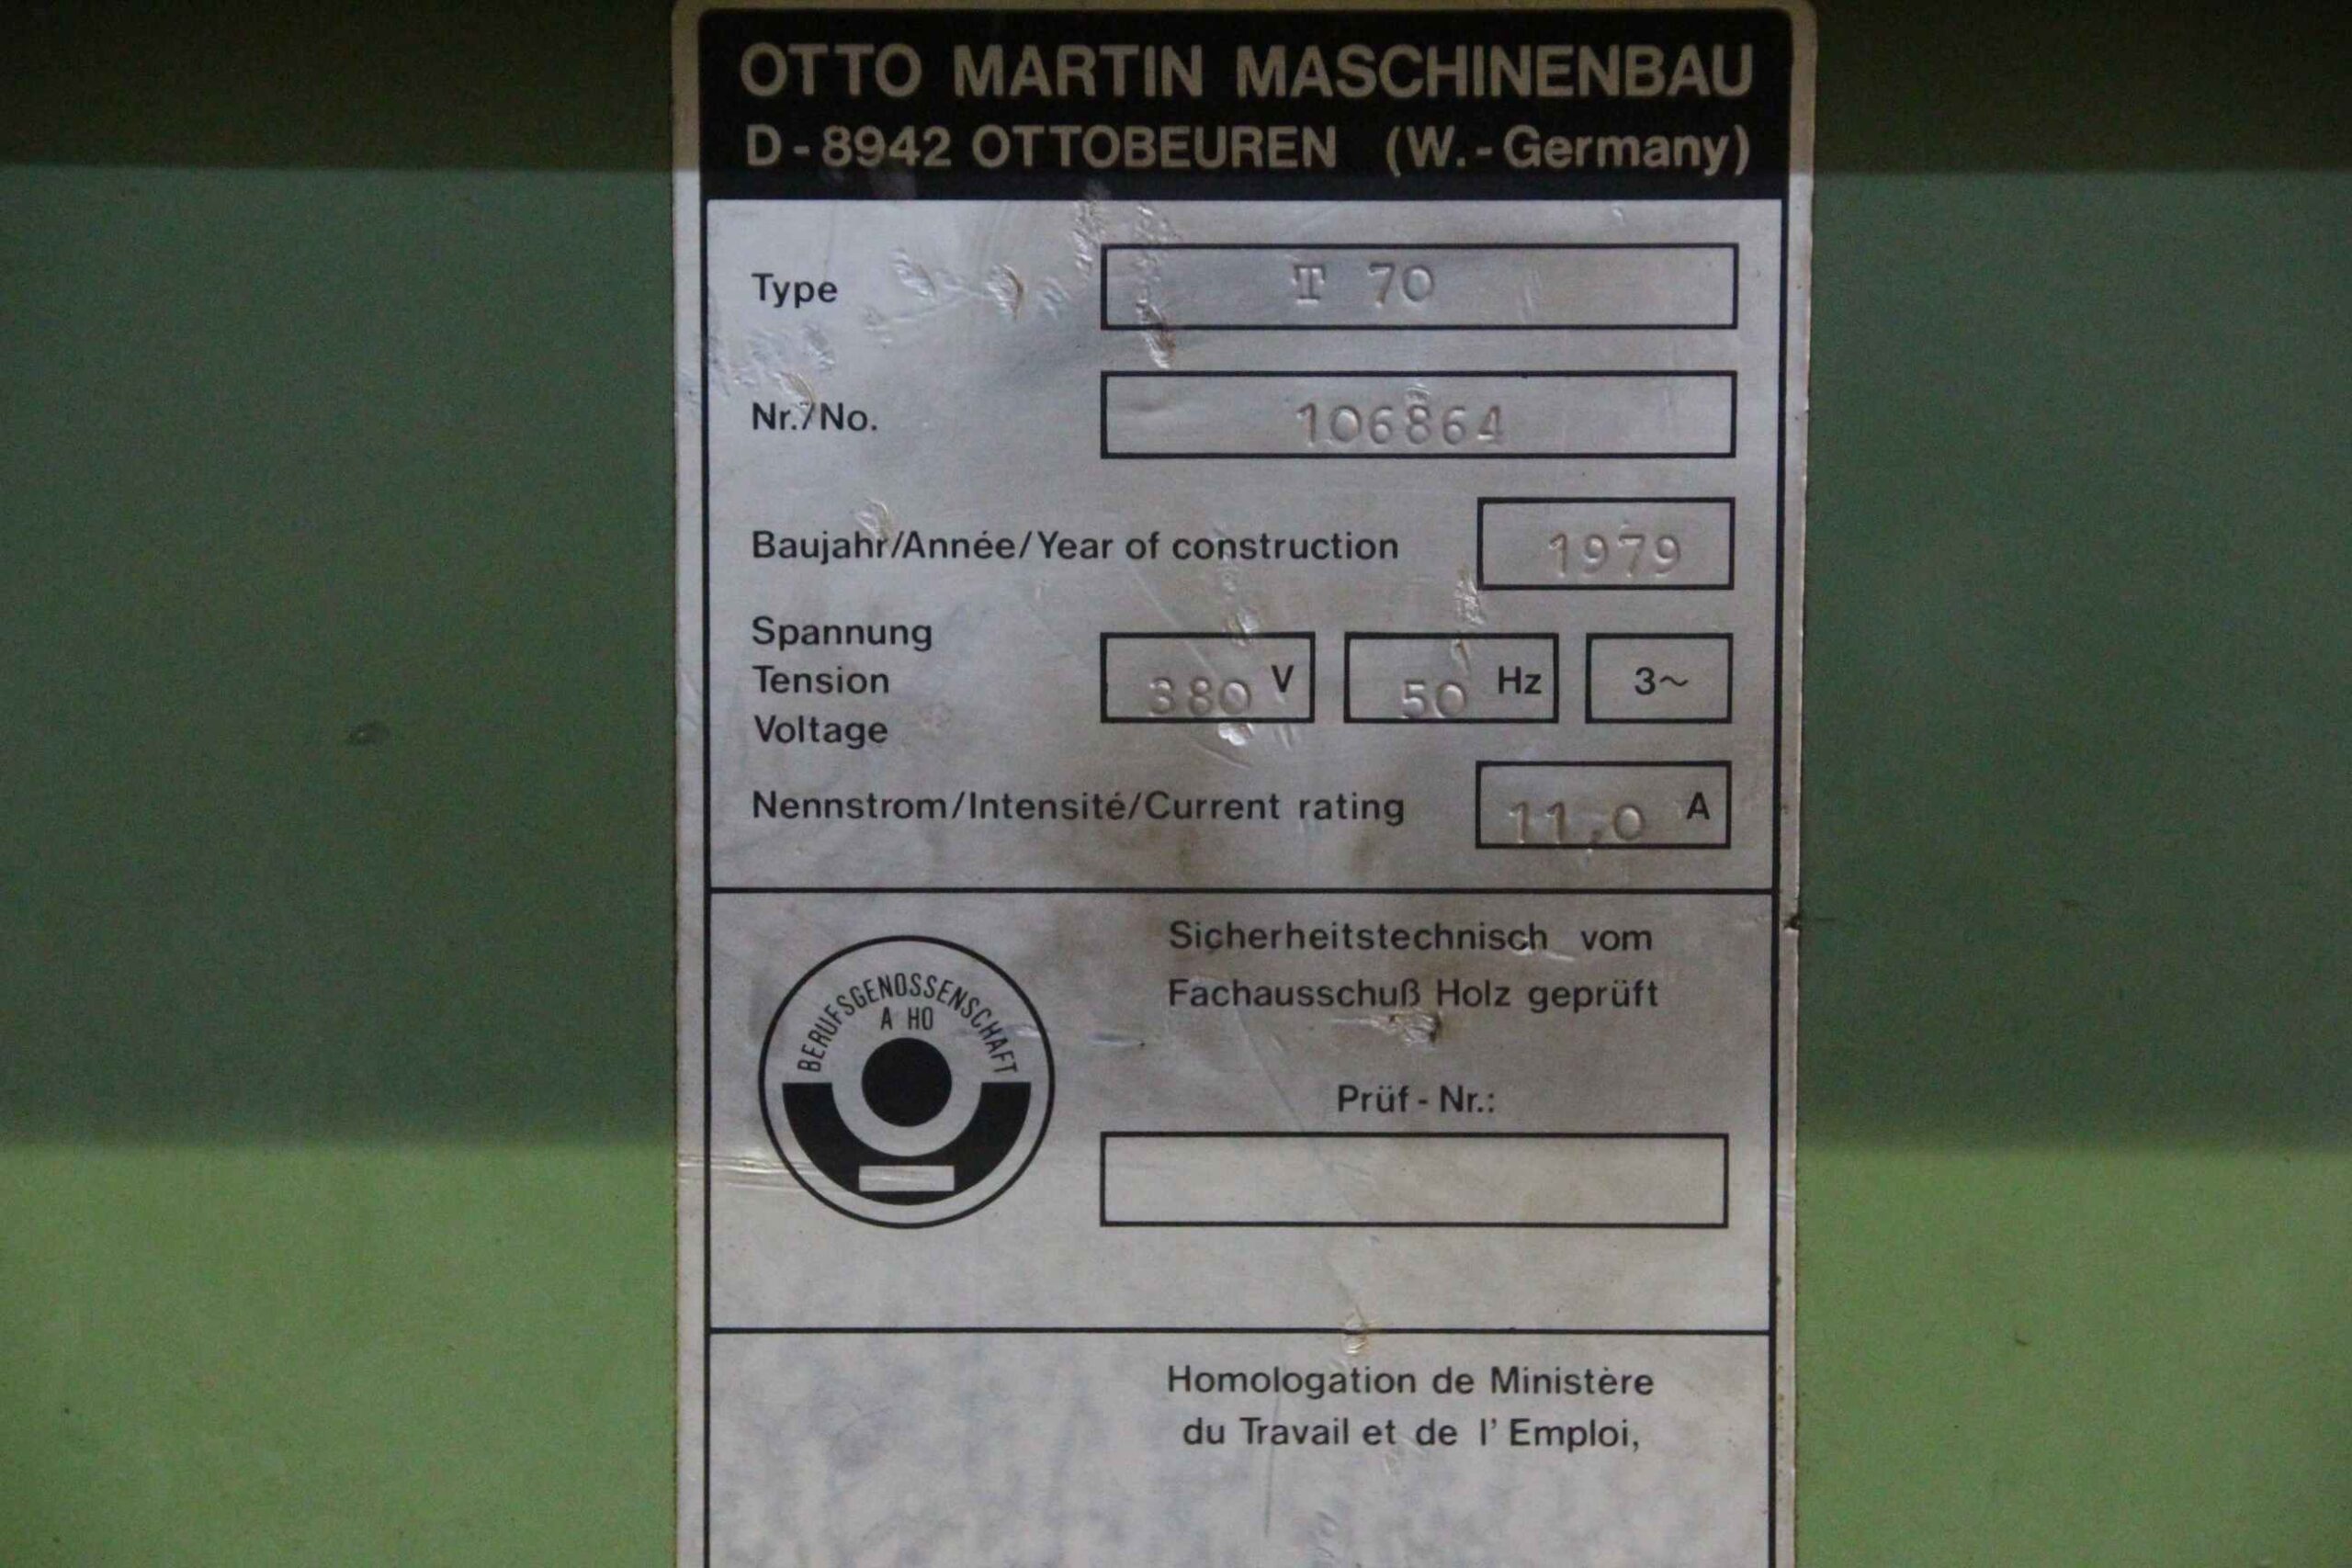 OTTO MARTIN MASCHINENBAU
D-8942 OTTOBEUREN (W.-Germany)
Type T 70
Nr./No. 106864
Baujahr/Année/Year of construction 1979
Spannung
Tension 380 V 50 Hz 3~
Voltage
Nennstrom/Intensité/Current rating 11,0 A
Sicherheitstechnisch vom
Fachausschuß Holz geprüft
BERUFSGENOSSENSCHAFT
A HO
Prüf-Nr.:
Homologation de Ministère
du Travail et de l'Emploi,